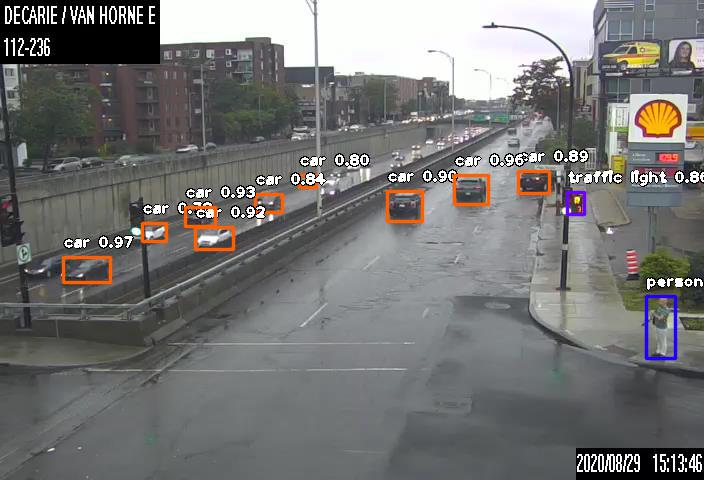 DECARIE / VAN HORNE E
112-236
car 0.80
car 0.96
car 0.89
car 0.93
car 0.84
car 0.90
traffic light 0.86
car 0.92
car 0.97
person
2020/08/29 15:13:46